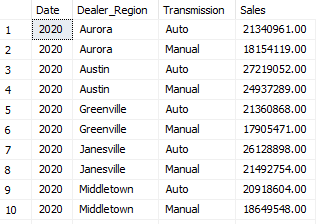 Date Dealer_Region Transmission Sales
1 2020 Aurora Auto 21340961.00
2 2020 Aurora Manual 18154119.00
3 2020 Austin Auto 27219052.00
4 2020 Austin Manual 24937289.00
5 2020 Greenville Auto 21360868.00
6 2020 Greenville Manual 17905471.00
7 2020 Janesville Auto 26128898.00
8 2020 Janesville Manual 21492754.00
9 2020 Middletown Auto 20918604.00
10 2020 Middletown Manual 18649548.00